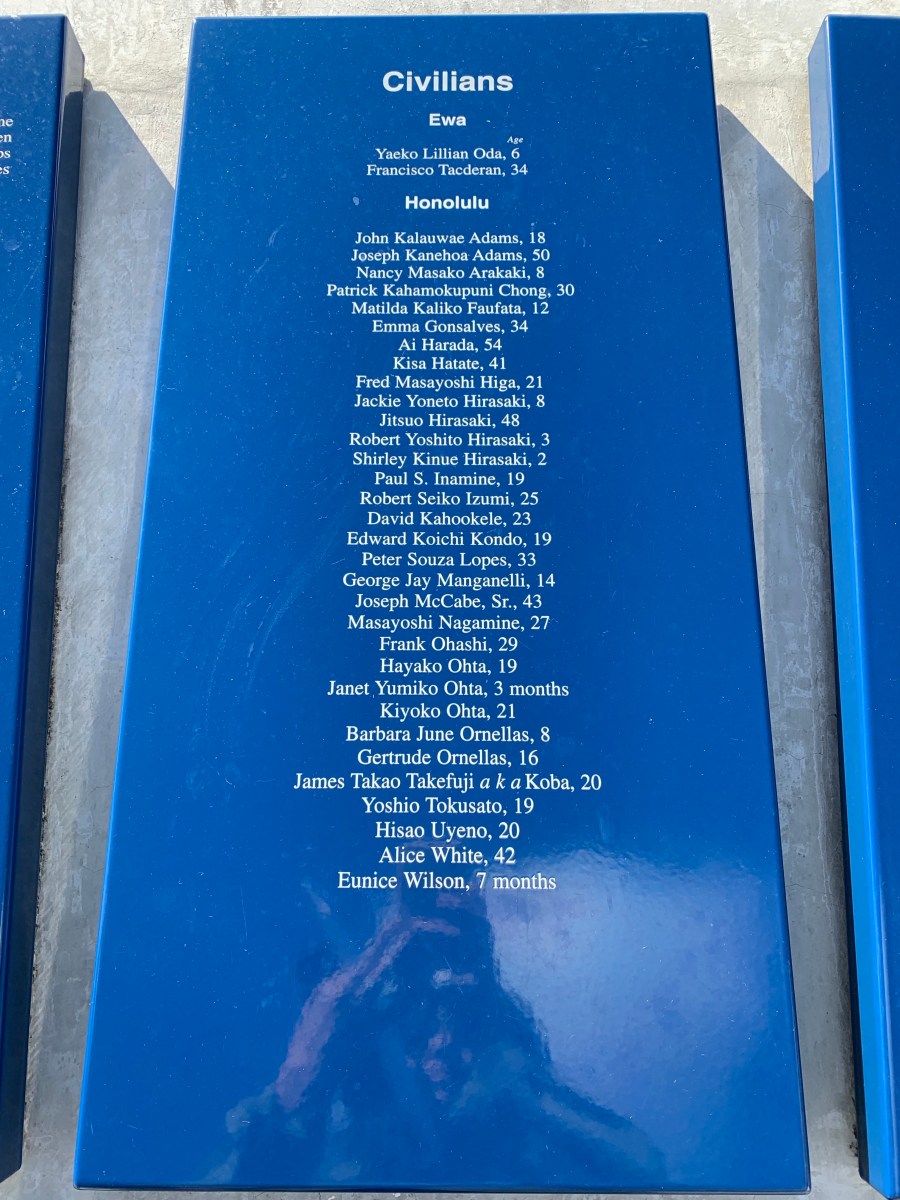 Civilians
Ewa
Age
Yaeko Lillian Oda, 6
Francisco Tacderan, 34
Honolulu
John Kalauwae Adams, 18
Joseph Kanehoa Adams, 50
Nancy Masako Arakaki, 8
Patrick Kahamokupuni Chong, 30
Matilda Kaliko Faufata, 12
Emma Gonsalves, 34
Ai Harada, 54
Kisa Hatate, 41
Fred Masayoshi Higa, 21
Jackie Yoneto Hirasaki, 8
Jitsuo Hirasaki, 48
Robert Yoshito Hirasaki, 3
Shirley Kinue Hirasaki, 2
Paul S. Inamine, 19
Robert Seiko Izumi, 25
David Kahookele, 23
Edward Koichi Kondo, 19
Peter Souza Lopes, 33
George Jay Manganelli, 14
Joseph McCabe, Sr., 43
Masayoshi Nagamine, 27
Frank Ohashi, 29
Hayako Ohta, 19
Janet Yumiko Ohta, 3 months
Kiyoko Ohta, 21
Barbara June Ornellas, 8
Gertrude Ornellas, 16
James Takao Takefuji a k a Koba, 20
Yoshio Tokusato, 19
Hisao Uyeno, 20
Alice White, 42
Eunice Wilson, 7 months